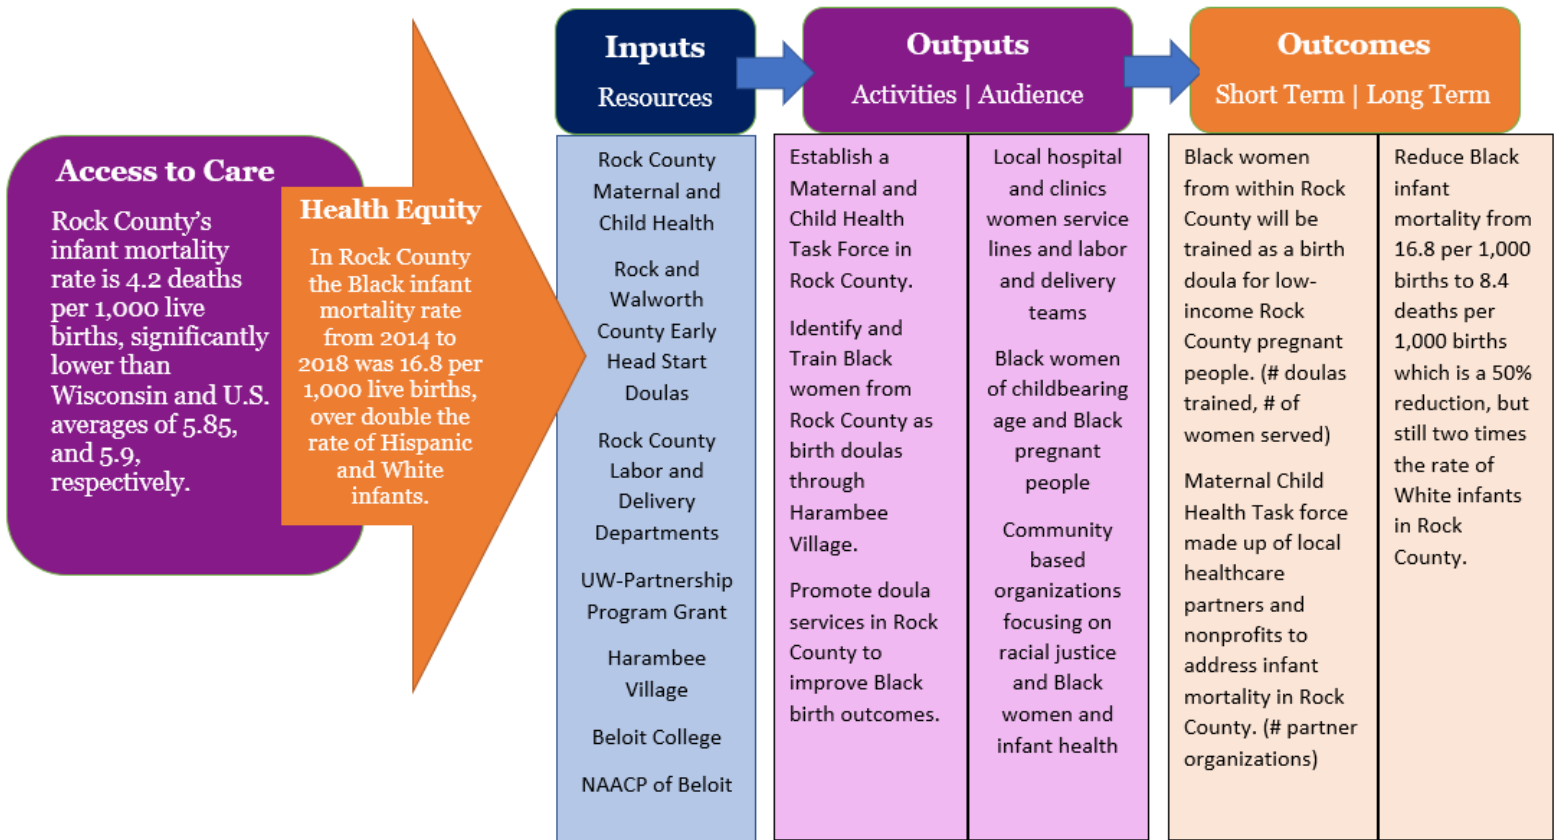 Access to Care
Rock County's
infant mortality
rate is 4.2 deaths
per 1,000 live
births, significantly
lower than
Wisconsin and U.S.
averages of 5.85,
and 5.9,
respectively.
Health Equity
In Rock County
the Black infant
mortality rate
from 2014 to
2018 was 16.8 per
1,000 live births,
over double the
rate of Hispanic
and White
infants.
Inputs
Resources
Rock County
Maternal and
Child Health
Rock and
Walworth
County Early
Head Start
Doulas
Rock County
Labor and
Delivery
Departments
UW-Partnership
Program Grant
Harambee
Village
Beloit College
NAACP of Beloit
Outputs
Activities | Audience
Establish a
Maternal and
Child Health
Task Force in
Rock County.
Identify and
Train Black
women from
Rock County as
birth doulas
through
Harambee
Village.
Promote doula
services in Rock
County to
improve Black
birth outcomes.
Local hospital
and clinics
women service
lines and labor
and delivery
teams
Black women
of childbearing
age and Black
pregnant
people
Community
based
organizations
focusing on
racial justice
and Black
women and
infant health
Outcomes
Short Term | Long Term
Black women
from within Rock
County will be
trained as a birth
doula for low-
income Rock
County pregnant
people. (# doulas
trained, # of
women served)
Maternal Child
Health Task force
made up of local
healthcare
partners and
nonprofits to
address infant
mortality in Rock
County. (# partner
organizations)
Reduce Black
infant
mortality from
16.8 per 1,000
births to 8.4
deaths per
1,000 births
which is a 50%
reduction, but
still two times
the rate of
White infants
in Rock
County.